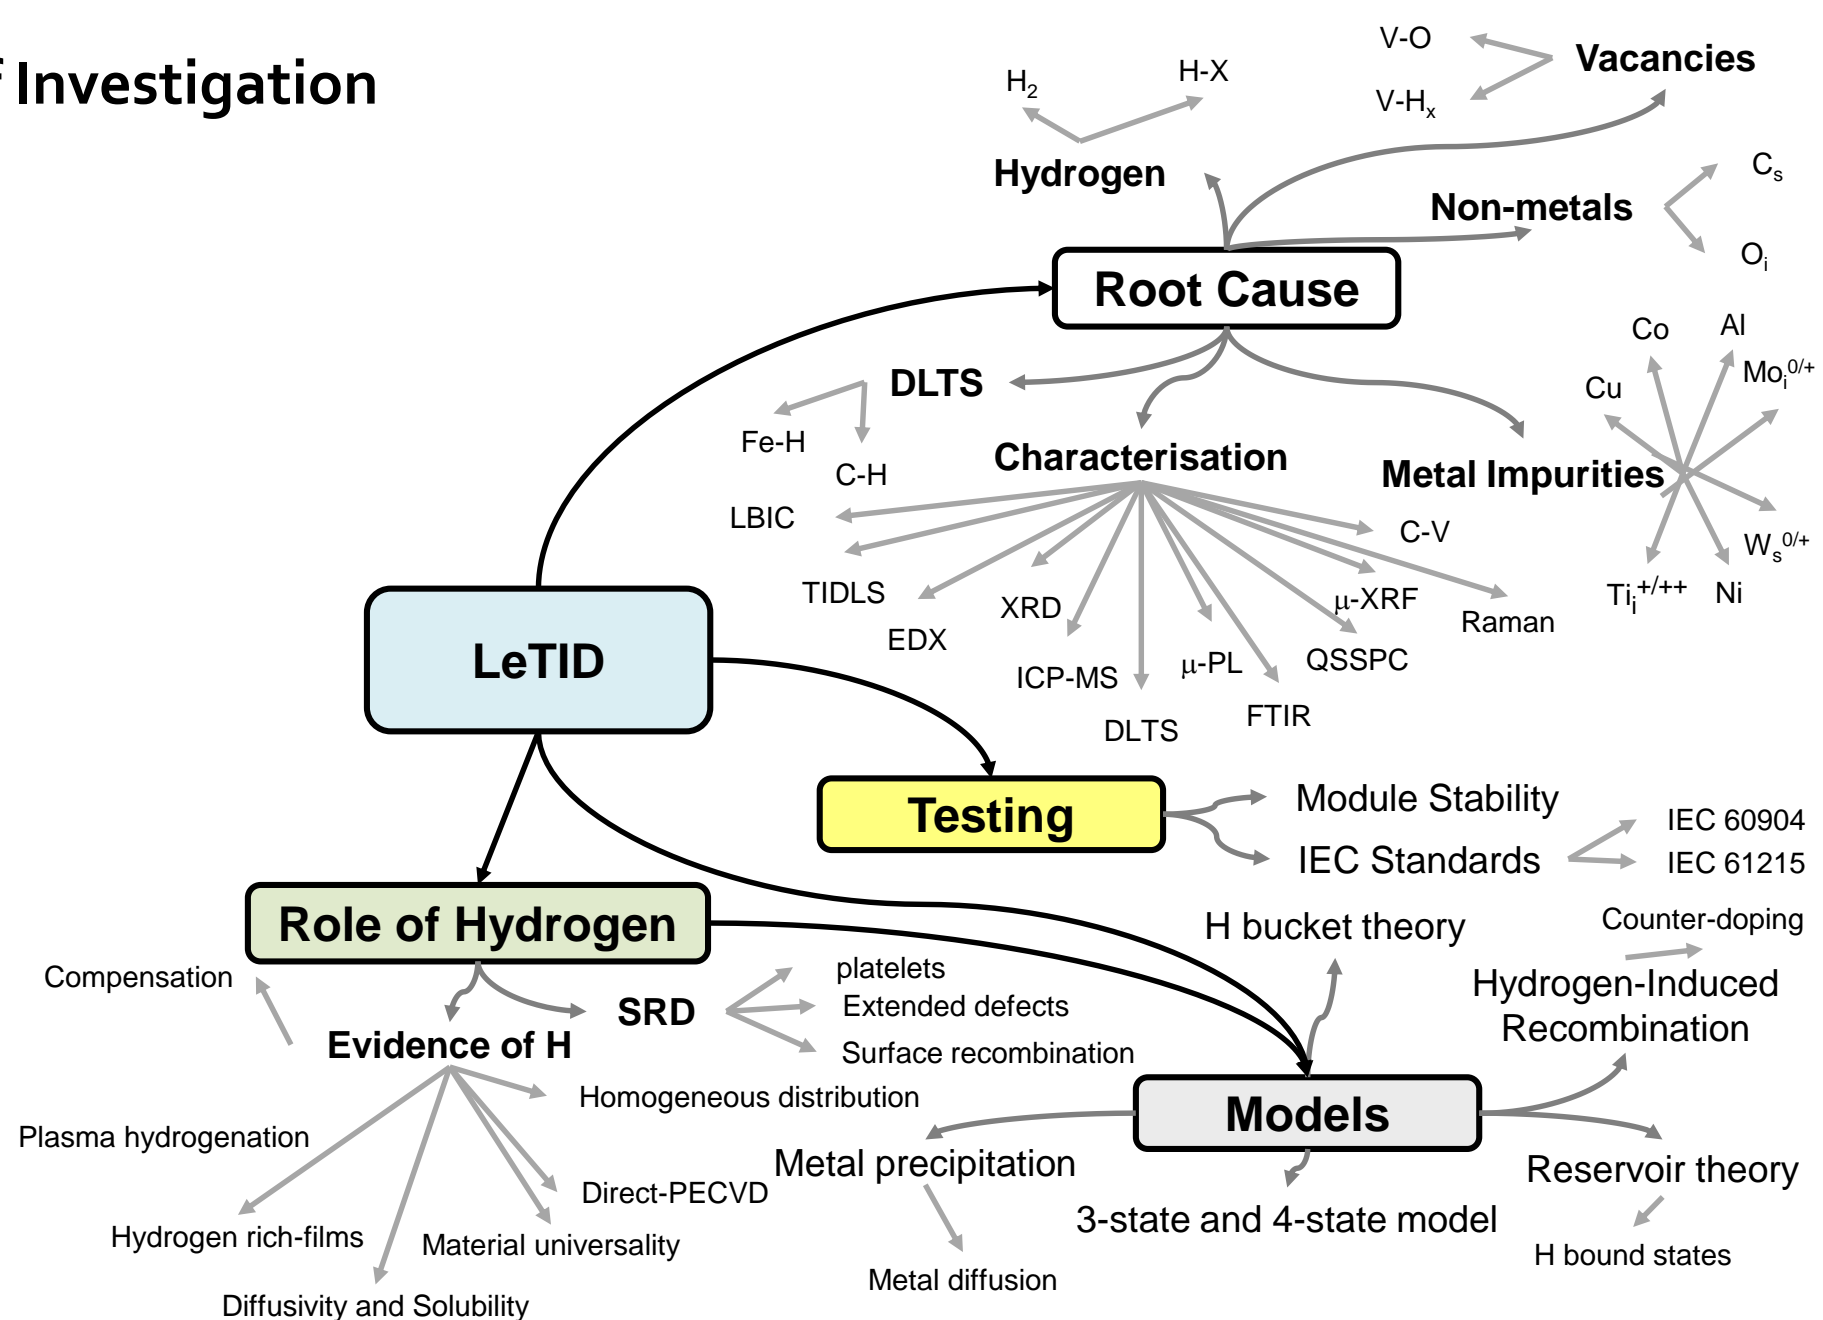 f Investigation
V-O
Vacancies
H-X
H₂
V-Hₓ
Hydrogen
Cₛ
Non-metals
Oᵢ
Root Cause
Co
Al
Moᵢ⁰ᐟ⁺
Cu
DLTS
Fe-H
C-H
Characterisation
Metal Impurities
LBIC
C-V
Wₛ⁰ᐟ⁺
TIDLS
XRD
μ-XRF
Tiᵢ⁺ᐟ⁺⁺
Ni
Raman
EDX
LeTID
ICP-MS
μ-PL
QSSPC
DLTS
FTIR
Testing
Module Stability
IEC Standards
IEC 60904
IEC 61215
Role of Hydrogen
H bucket theory
Counter-doping
Compensation
platelets
Extended defects
Hydrogen-Induced
Recombination
SRD
Evidence of H
Surface recombination
Homogeneous distribution
Models
Plasma hydrogenation
Metal precipitation
Reservoir theory
Direct-PECVD
3-state and 4-state model
Hydrogen rich-films
Material universality
H bound states
Metal diffusion
Diffusivity and Solubility